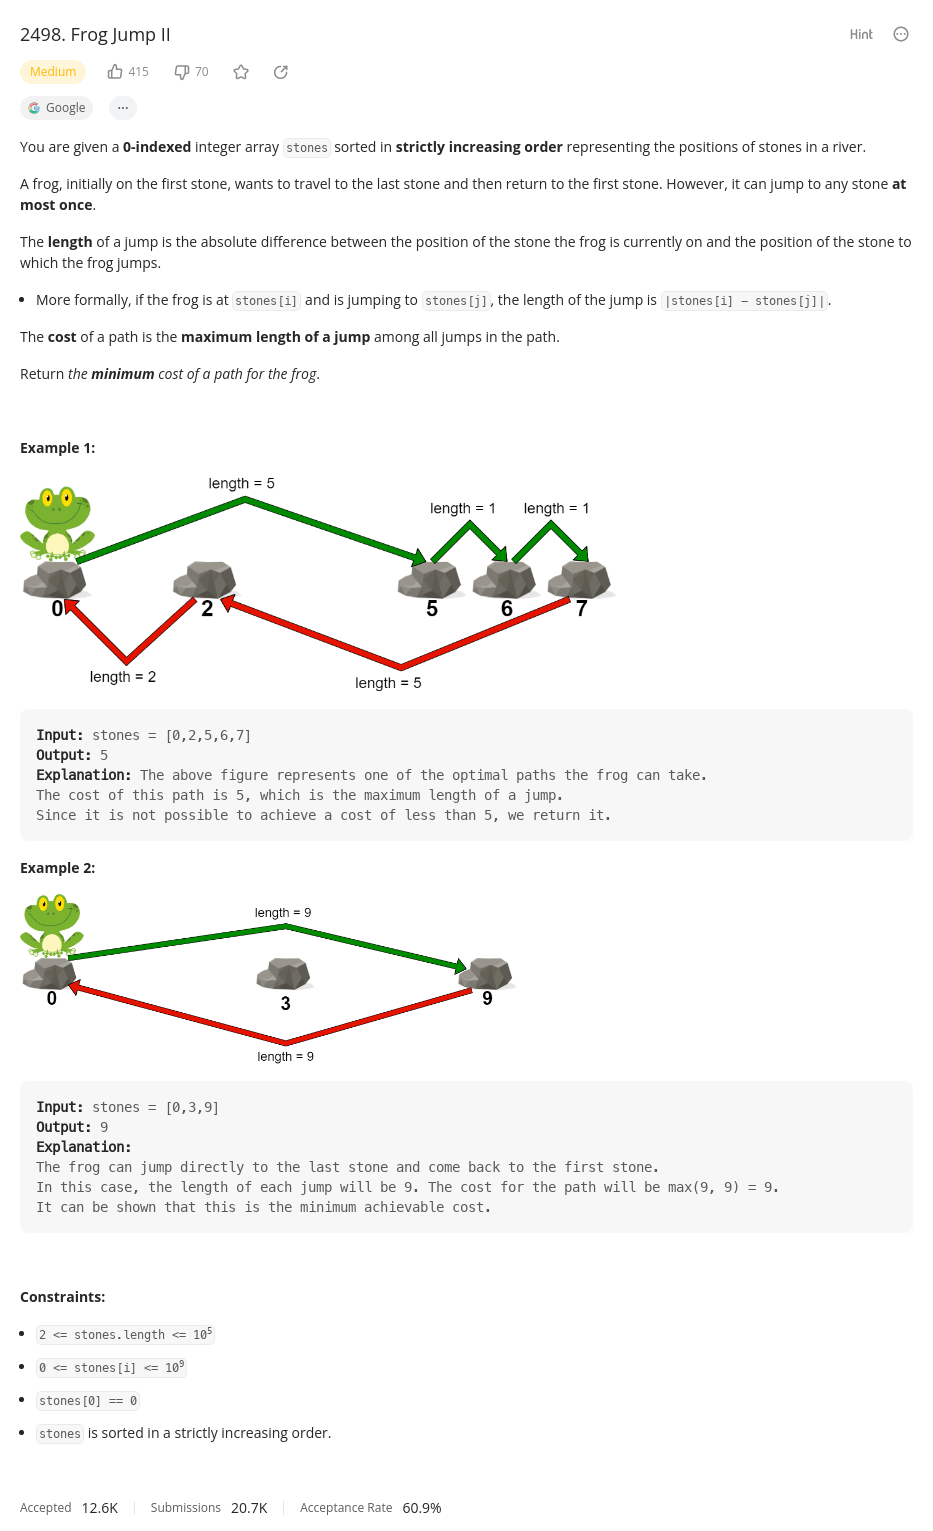 2498. Frog Jump II
Hint
Medium
415
70
Google
You are given a 0-indexed integer array stones sorted in strictly increasing order representing the positions of stones in a river.
A frog, initially on the first stone, wants to travel to the last stone and then return to the first stone. However, it can jump to any stone at
most once.
The length of a jump is the absolute difference between the position of the stone the frog is currently on and the position of the stone to
which the frog jumps.
• More formally, if the frog is at stones[i] and is jumping to stones[j], the length of the jump is |stones[i] − stones[j]|.
The cost of a path is the maximum length of a jump among all jumps in the path.
Return the minimum cost of a path for the frog.
Example 1:
length = 5
length = 1 length = 1
0 2 5 6 7
length = 2
length = 5
Input: stones = [0,2,5,6,7]
Output: 5
Explanation: The above figure represents one of the optimal paths the frog can take.
The cost of this path is 5, which is the maximum length of a jump.
Since it is not possible to achieve a cost of less than 5, we return it.
Example 2:
length = 9
0 3 9
length = 9
Input: stones = [0,3,9]
Output: 9
Explanation:
The frog can jump directly to the last stone and come back to the first stone.
In this case, the length of each jump will be 9. The cost for the path will be max(9, 9) = 9.
It can be shown that this is the minimum achievable cost.
Constraints:
• 2 <= stones.length <= 10⁵
• 0 <= stones[i] <= 10⁹
• stones[0] == 0
• stones is sorted in a strictly increasing order.
Accepted 12.6K Submissions 20.7K Acceptance Rate 60.9%